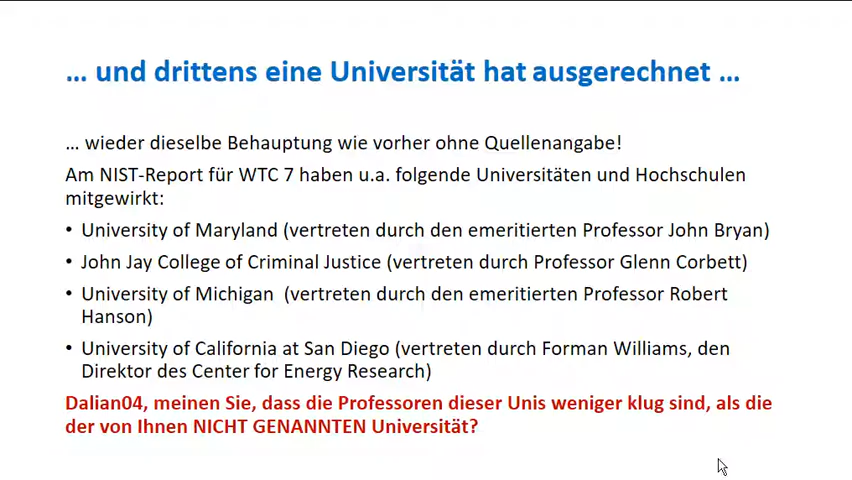 … und drittens eine Universität hat ausgerechnet …
… wieder dieselbe Behauptung wie vorher ohne Quellenangabe!
Am NIST-Report für WTC 7 haben u.a. folgende Universitäten und Hochschulen
mitgewirkt:
• University of Maryland (vertreten durch den emeritierten Professor John Bryan)
• John Jay College of Criminal Justice (vertreten durch Professor Glenn Corbett)
• University of Michigan (vertreten durch den emeritierten Professor Robert
Hanson)
• University of California at San Diego (vertreten durch Forman Williams, den
Direktor des Center for Energy Research)
Dalian04, meinen Sie, dass die Professoren dieser Unis weniger klug sind, als die
der von Ihnen NICHT GENANNTEN Universität?